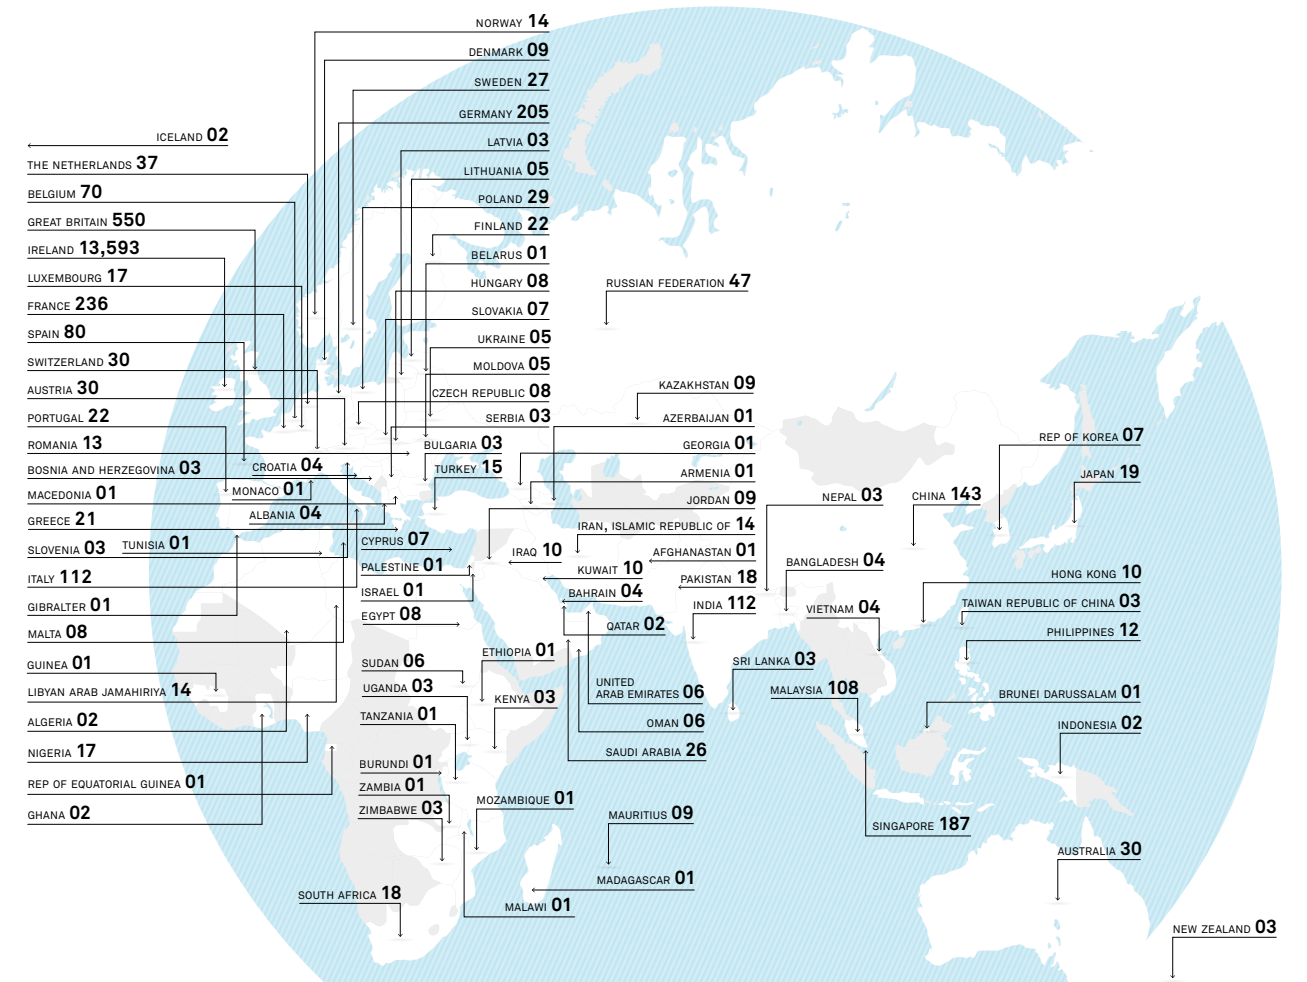 NORWAY 14
DENMARK 09
SWEDEN 27
GERMANY 205
LATVIA 03
LITHUANIA 05
POLAND 29
FINLAND 22
BELARUS 01
HUNGARY 08
SLOVAKIA 07
UKRAINE 05
MOLDOVA 05
CZECH REPUBLIC 08
SERBIA 03
BULGARIA 03
TURKEY 15
ICELAND 02
THE NETHERLANDS 37
BELGIUM 70
GREAT BRITAIN 550
IRELAND 13,593
LUXEMBOURG 17
FRANCE 236
SPAIN 80
SWITZERLAND 30
AUSTRIA 30
PORTUGAL 22
ROMANIA 13
BOSNIA AND HERZEGOVINA 03
CROATIA 04
MACEDONIA 01
MONACO 01
GREECE 21
ALBANIA 04
SLOVENIA 03
TUNISIA 01
ITALY 112
GIBRALTER 01
MALTA 08
GUINEA 01
LIBYAN ARAB JAMAHIRIYA 14
ALGERIA 02
NIGERIA 17
REP OF EQUATORIAL GUINEA 01
GHANA 02
CYPRUS 07
PALESTINE 01
ISRAEL 01
EGYPT 08
SUDAN 06
UGANDA 03
TANZANIA 01
BURUNDI 01
ZAMBIA 01
ZIMBABWE 03
SOUTH AFRICA 18
ETHIOPIA 01
KENYA 03
MOZAMBIQUE 01
MALAWI 01
MAURITIUS 09
MADAGASCAR 01
RUSSIAN FEDERATION 47
KAZAKHSTAN 09
AZERBAIJAN 01
GEORGIA 01
ARMENIA 01
JORDAN 09
IRAN, ISLAMIC REPUBLIC OF 14
IRAQ 10
AFGHANASTAN 01
KUWAIT 10
PAKISTAN 18
BAHRAIN 04
INDIA 112
QATAR 02
UNITED
ARAB EMIRATES 06
OMAN 06
SAUDI ARABIA 26
NEPAL 03
CHINA 143
BANGLADESH 04
VIETNAM 04
SRI LANKA 03
MALAYSIA 108
REP OF KOREA 07
JAPAN 19
HONG KONG 10
TAIWAN REPUBLIC OF CHINA 03
PHILIPPINES 12
BRUNEI DARUSSALAM 01
INDONESIA 02
SINGAPORE 187
AUSTRALIA 30
NEW ZEALAND 03